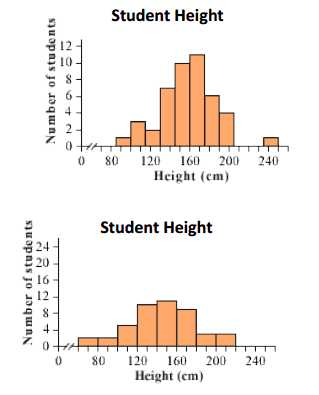 Student Height
Number of students
12
10
8
6
4
2
0
0 80 120 160 200 240
Height (cm)
Student Height
Number of students
24
20
16
12
8
4
0
0 80 120 160 200 240
Height (cm)